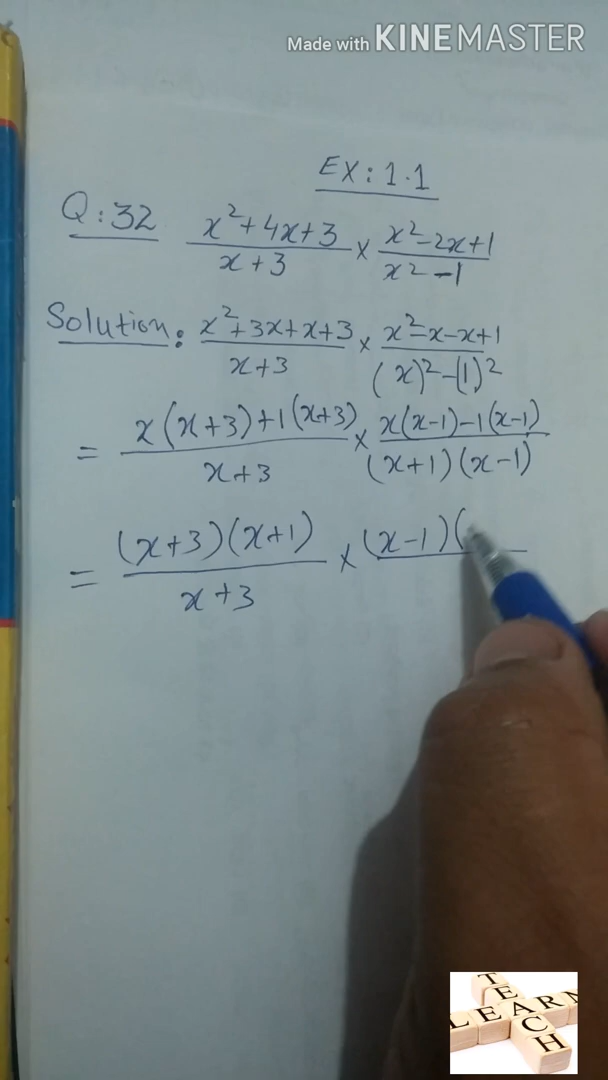 Made with KINEMASTER
EX: 1.1
Q:32 x²+4x+3 / x+3 × x²-2x+1 / x²-1
Solution: x²+3x+x+3 / x+3 × x²-x-x+1 / (x)²-(1)²
= x(x+3)+1(x+3) / x+3 × x(x-1)-1(x-1) / (x+1)(x-1)
= (x+3)(x+1) / x+3 × (x-1)(
TEACH
LEARN